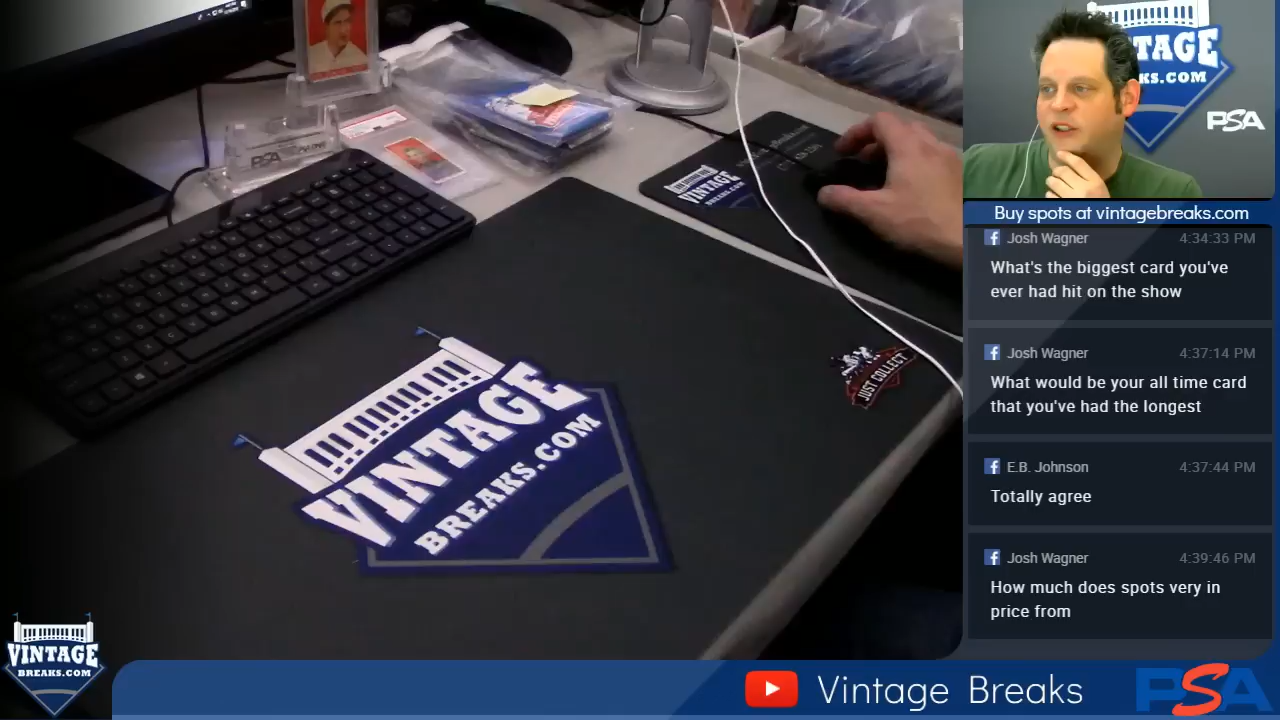 VINTAGE
BREAKS.COM
PSA
VINTAGE
BREAKS.COM
JUST COLLECT
VINTAGE
BREAKS.COM
PSA
Buy spots at vintagebreaks.com
Josh Wagner 4:34:33 PM
What's the biggest card you've
ever had hit on the show
Josh Wagner 4:37:14 PM
What would be your all time card
that you've had the longest
E.B. Johnson 4:37:44 PM
Totally agree
Josh Wagner 4:39:46 PM
How much does spots very in
price from
VINTAGE
BREAKS.COM
Vintage Breaks
PSA